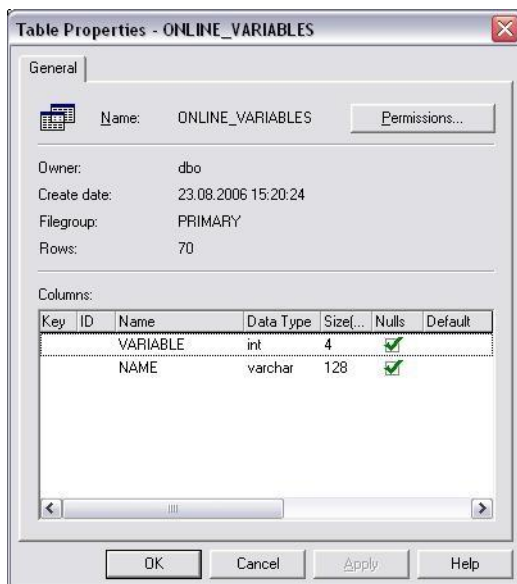 Table Properties - ONLINE_VARIABLES
General
Name: ONLINE_VARIABLES Permissions...
Owner: dbo
Create date: 23.08.2006 15:20:24
Filegroup: PRIMARY
Rows: 70
Columns:
Key ID Name Data Type Size(... Nulls Default
VARIABLE int 4
NAME varchar 128
OK Cancel Apply Help